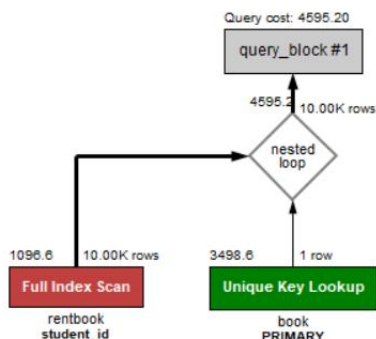 Query cost: 4595.20
query_block #1
4595.2
10.00K rows
nested
loop
1096.6
10.00K rows
3498.6
1 row
Full Index Scan
Unique Key Lookup
rentbook
student_id
book
PRIMARY